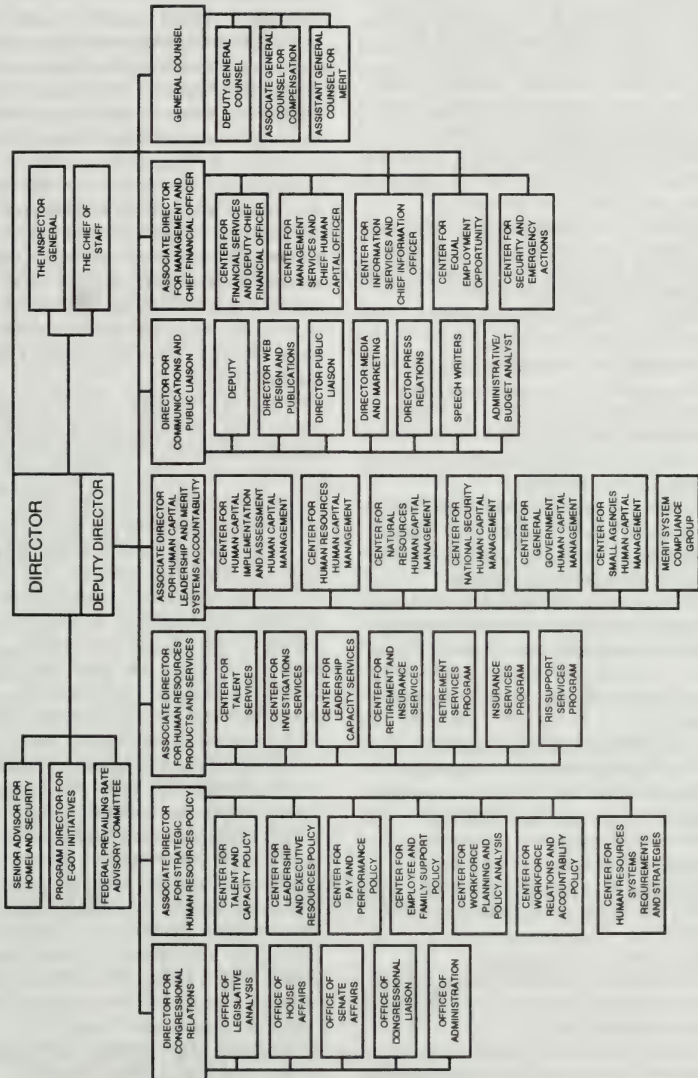 DIRECTOR
DEPUTY DIRECTOR
SENIOR ADVISOR FOR
HOMELAND SECURITY
PROGRAM DIRECTOR FOR
E-GOV INITIATIVES
FEDERAL PREVAILING RATE
ADVISORY COMMITTEE
THE INSPECTOR
GENERAL
THE CHIEF OF
STAFF
DIRECTOR FOR
CONGRESSIONAL
RELATIONS
OFFICE OF
LEGISLATIVE
ANALYSIS
OFFICE OF
HOUSE
AFFAIRS
OFFICE OF
SENATE
AFFAIRS
OFFICE OF
CONGRESSIONAL
LIAISON
OFFICE OF
ADMINISTRATION
ASSOCIATE DIRECTOR
FOR STRATEGIC
HUMAN RESOURCES POLICY
CENTER FOR
TALENT AND
CAPACITY POLICY
CENTER FOR
LEADERSHIP
AND EXECUTIVE
RESOURCES POLICY
CENTER FOR
PAY AND
PERFORMANCE
POLICY
CENTER FOR
EMPLOYEE AND
FAMILY SUPPORT
POLICY
CENTER FOR
WORKFORCE
PLANNING AND
POLICY ANALYSIS
CENTER FOR
WORKFORCE
RELATIONS AND
ACCOUNTABILITY
POLICY
CENTER FOR
HUMAN RESOURCES
SYSTEMS
REQUIREMENTS
AND STRATEGIES
ASSOCIATE DIRECTOR
FOR HUMAN RESOURCES
PRODUCTS AND SERVICES
CENTER FOR
TALENT
SERVICES
CENTER FOR
INVESTIGATIONS
SERVICES
CENTER FOR
LEADERSHIP
CAPACITY SERVICES
CENTER FOR
RETIREMENT AND
INSURANCE
SERVICES
RETIREMENT
SERVICES
PROGRAM
INSURANCE
SERVICES
PROGRAM
RIS SUPPORT
SERVICES
PROGRAM
ASSOCIATE DIRECTOR
FOR HUMAN CAPITAL
LEADERSHIP AND MERIT
SYSTEMS ACCOUNTABILITY
CENTER FOR
HUMAN CAPITAL
IMPLEMENTATION
AND ASSESSMENT
HUMAN CAPITAL
MANAGEMENT
CENTER FOR
HUMAN RESOURCES
HUMAN CAPITAL
MANAGEMENT
CENTER FOR
NATURAL
RESOURCES
HUMAN CAPITAL
MANAGEMENT
CENTER FOR
NATIONAL SECURITY
HUMAN CAPITAL
MANAGEMENT
CENTER FOR
GENERAL
GOVERNMENT
HUMAN CAPITAL
MANAGEMENT
CENTER FOR
SMALL AGENCIES
HUMAN CAPITAL
MANAGEMENT
MERIT SYSTEM
COMPLIANCE
GROUP
DIRECTOR FOR
COMMUNICATIONS AND
PUBLIC LIAISON
DEPUTY
DIRECTOR WEB
DESIGN AND
PUBLICATIONS
DIRECTOR PUBLIC
LIAISON
DIRECTOR MEDIA
AND MARKETING
DIRECTOR PRESS
RELATIONS
SPEECH WRITERS
ADMINISTRATIVE/
BUDGET ANALYST
ASSOCIATE DIRECTOR
FOR MANAGEMENT AND
CHIEF FINANCIAL OFFICER
CENTER FOR
FINANCIAL SERVICES
AND DEPUTY CHIEF
FINANCIAL OFFICER
CENTER FOR
MANAGEMENT
SERVICES AND
CHIEF HUMAN
CAPITAL OFFICER
CENTER FOR
INFORMATION
SERVICES AND
CHIEF INFORMATION
OFFICER
CENTER FOR
EQUAL
EMPLOYMENT
OPPORTUNITY
CENTER FOR
SECURITY AND
EMERGENCY
ACTIONS
GENERAL COUNSEL
DEPUTY GENERAL
COUNSEL
ASSOCIATE GENERAL
COUNSEL FOR
COMPENSATION
ASSISTANT GENERAL
COUNSEL FOR
MERIT